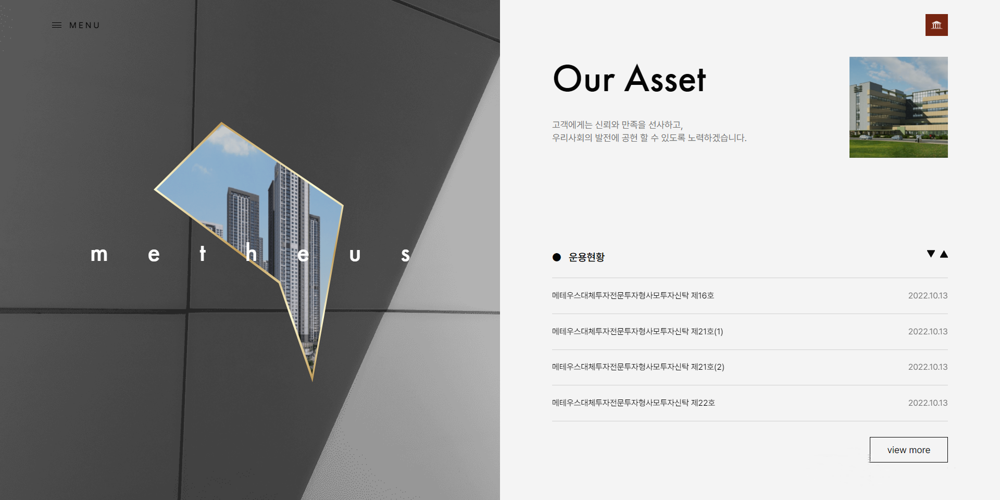 MENU
metheus
Our Asset
고객에게는 신뢰와 만족을 선사하고,
우리사회의 발전에 공헌 할 수 있도록 노력하겠습니다.
운용현황
메테우스대체투자전문투자형사모투자신탁 제16호 2022.10.13
메테우스대체투자전문투자형사모투자신탁 제21호(1) 2022.10.13
메테우스대체투자전문투자형사모투자신탁 제21호(2) 2022.10.13
메테우스대체투자전문투자형사모투자신탁 제22호 2022.10.13
view more